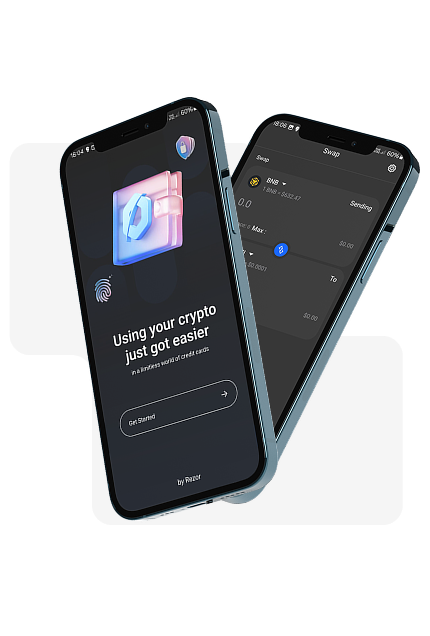 16:04
60%
Using your crypto
just got easier
in a limitless world of credit cards
Get Started
by Rezor
18:06
60%
Swap
Swap
BNB
1 BNB = $632.47
Sending
0.0
Max :
$0.00
$0.0001
To
$0.00